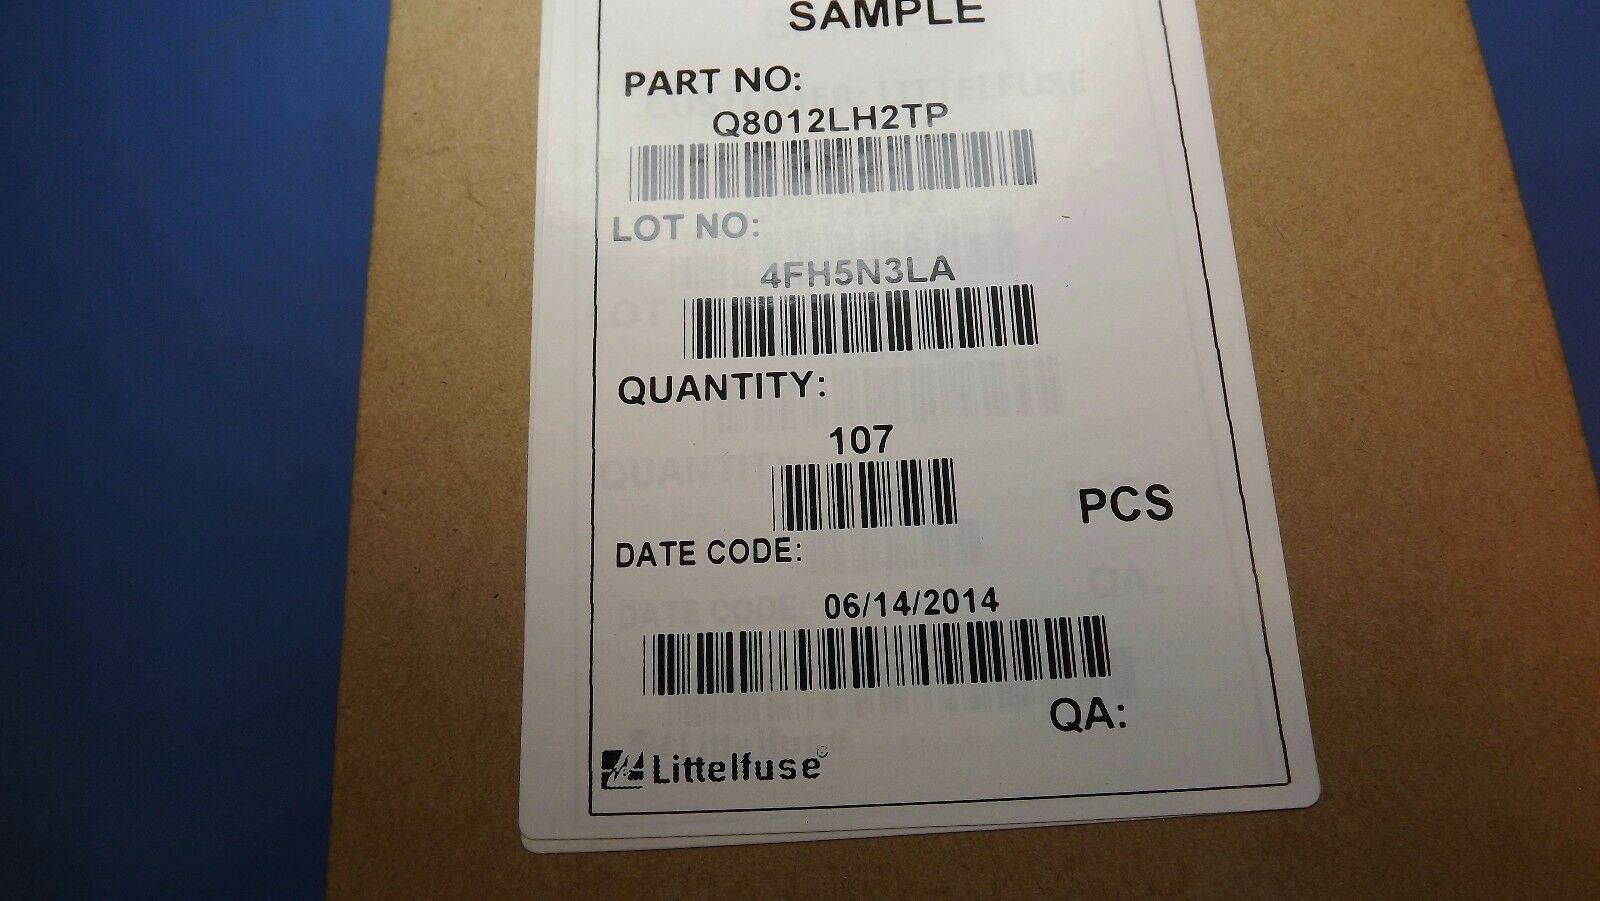 SAMPLE
PART NO:
Q8012LH2TP
LOT NO:
4FH5N3LA
QUANTITY:
107
PCS
DATE CODE:
06/14/2014
QA:
Littelfuse®